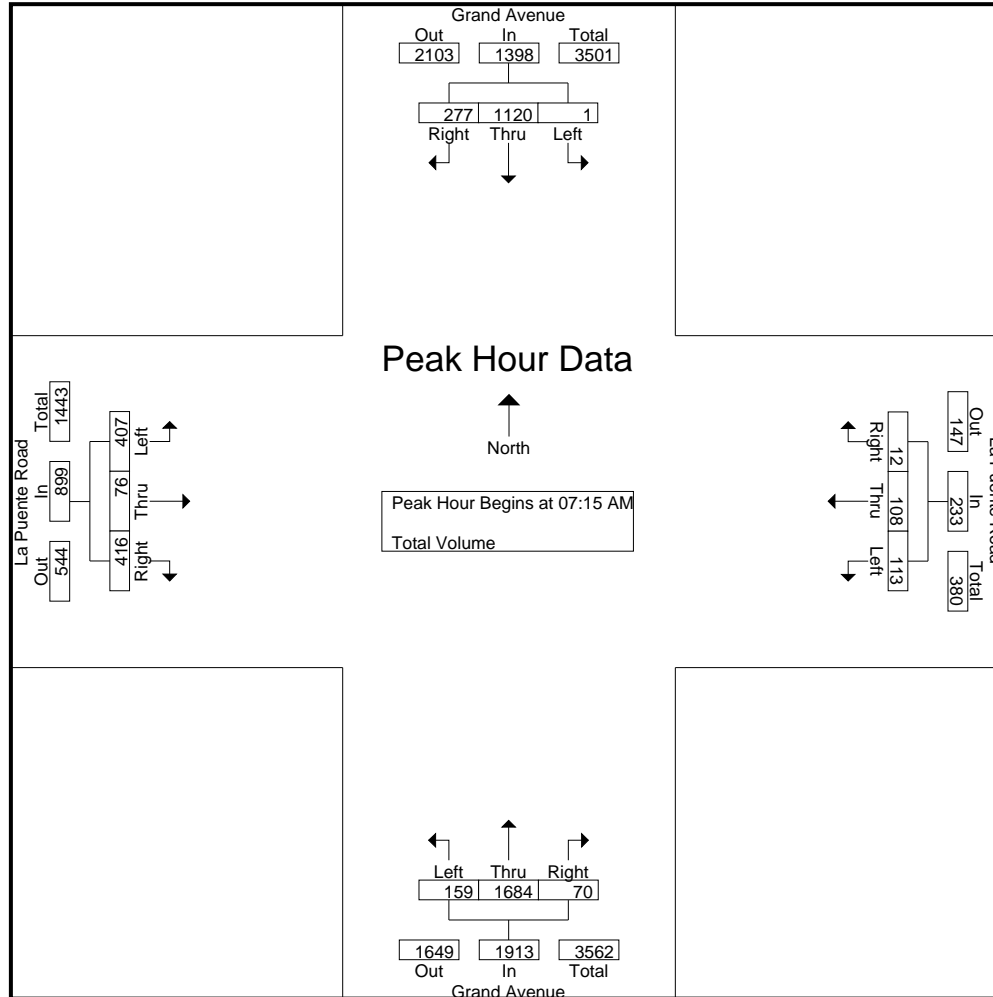 Grand Avenue
Out In Total
2103 1398 3501
277 1120 1
Right Thru Left
Peak Hour Data
North
Peak Hour Begins at 07:15 AM
Total Volume
La Puente Road
Out In Total
544 899 1443
Right Thru Left
416 76 407
La Puente Road
Out In Total
147 233 380
Right Thru Left
12 108 113
Left Thru Right
159 1684 70
1649 1913 3562
Out In Total
Grand Avenue